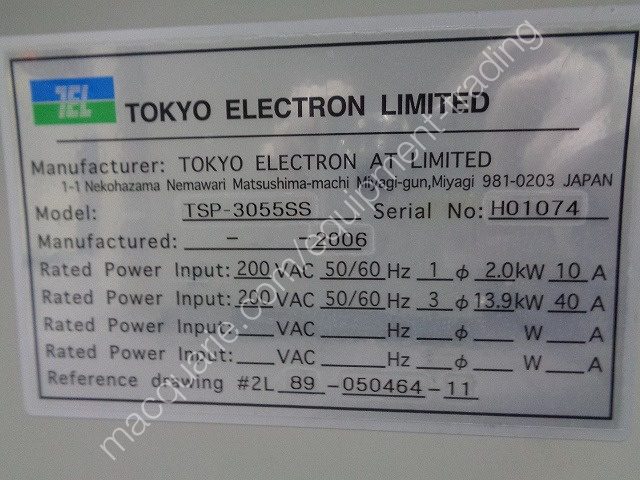 TEL TOKYO ELECTRON LIMITED
Manufacturer: TOKYO ELECTRON AT LIMITED
1-1 Nekohazama Nemawari Matsushima-machi Miyagi-gun,Miyagi 981-0203 JAPAN
Model: TSP-3055SS Serial No: H01074
Manufactured: - - 2006
Rated Power Input: 200 VAC 50/60 Hz 1 φ 2.0kW 10 A
Rated Power Input: 200 VAC 50/60 Hz 3 φ 13.9kW 40 A
Rated Power Input: VAC Hz φ W A
Rated Power Input: VAC Hz φ W A
Reference drawing #2L 89 -050464-11
macquarie.com/equipment-trading